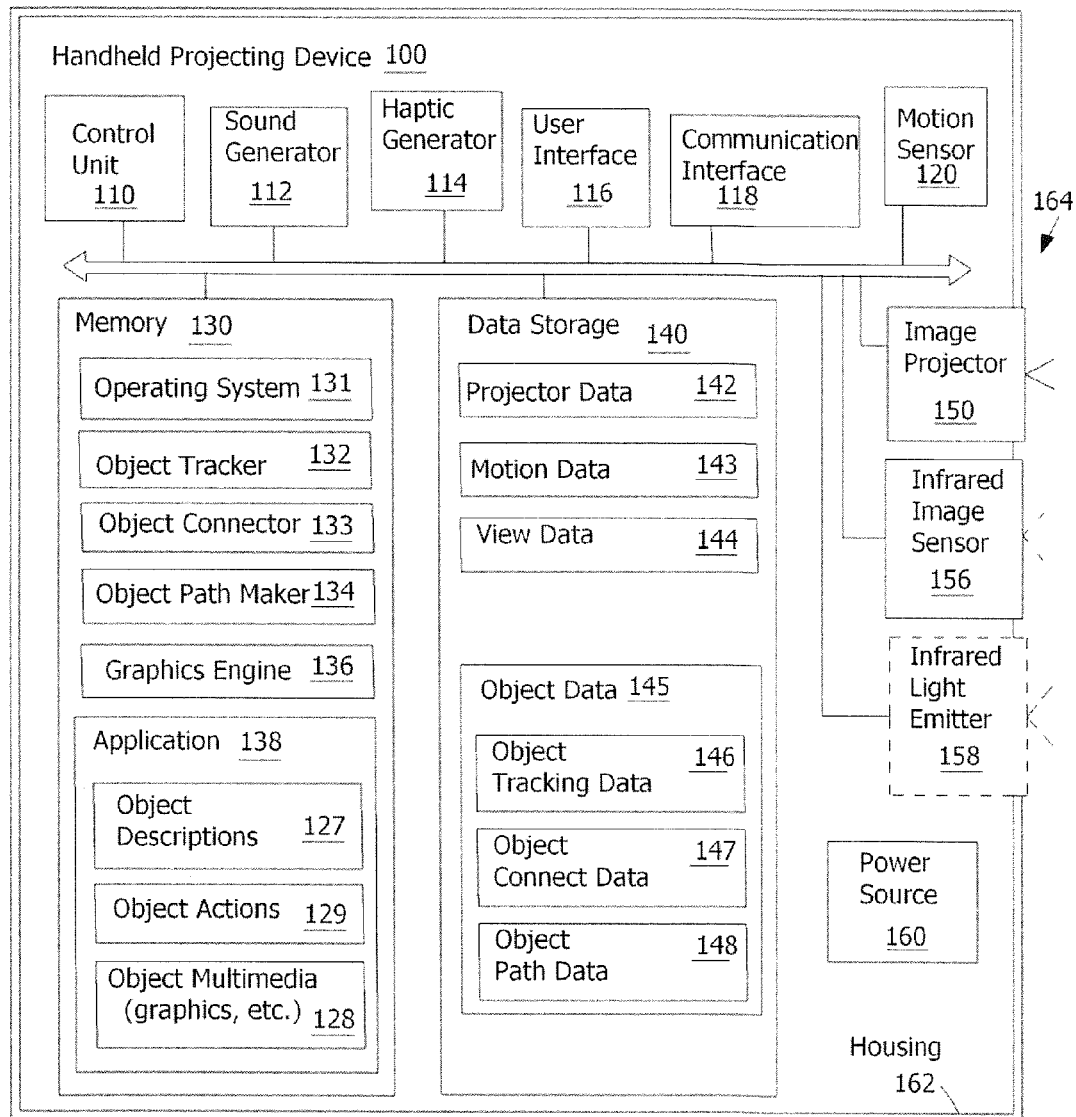 Handheld Projecting Device 100
Control
Unit
110
Sound
Generator
112
Haptic
Generator
114
User
Interface
116
Communication
Interface
118
Motion
Sensor
120
164
Memory 130
Operating System 131
Object Tracker 132
Object Connector 133
Object Path Maker 134
Graphics Engine 136
Application 138
Object
Descriptions 127
Object Actions 129
Object Multimedia
(graphics, etc.) 128
Data Storage 140
Projector Data 142
Motion Data 143
View Data 144
Object Data 145
Object
Tracking Data 146
Object
Connect Data 147
Object
Path Data 148
Image
Projector
150
Infrared
Image
Sensor
156
Infrared
Light
Emitter
158
Power
Source
160
Housing
162